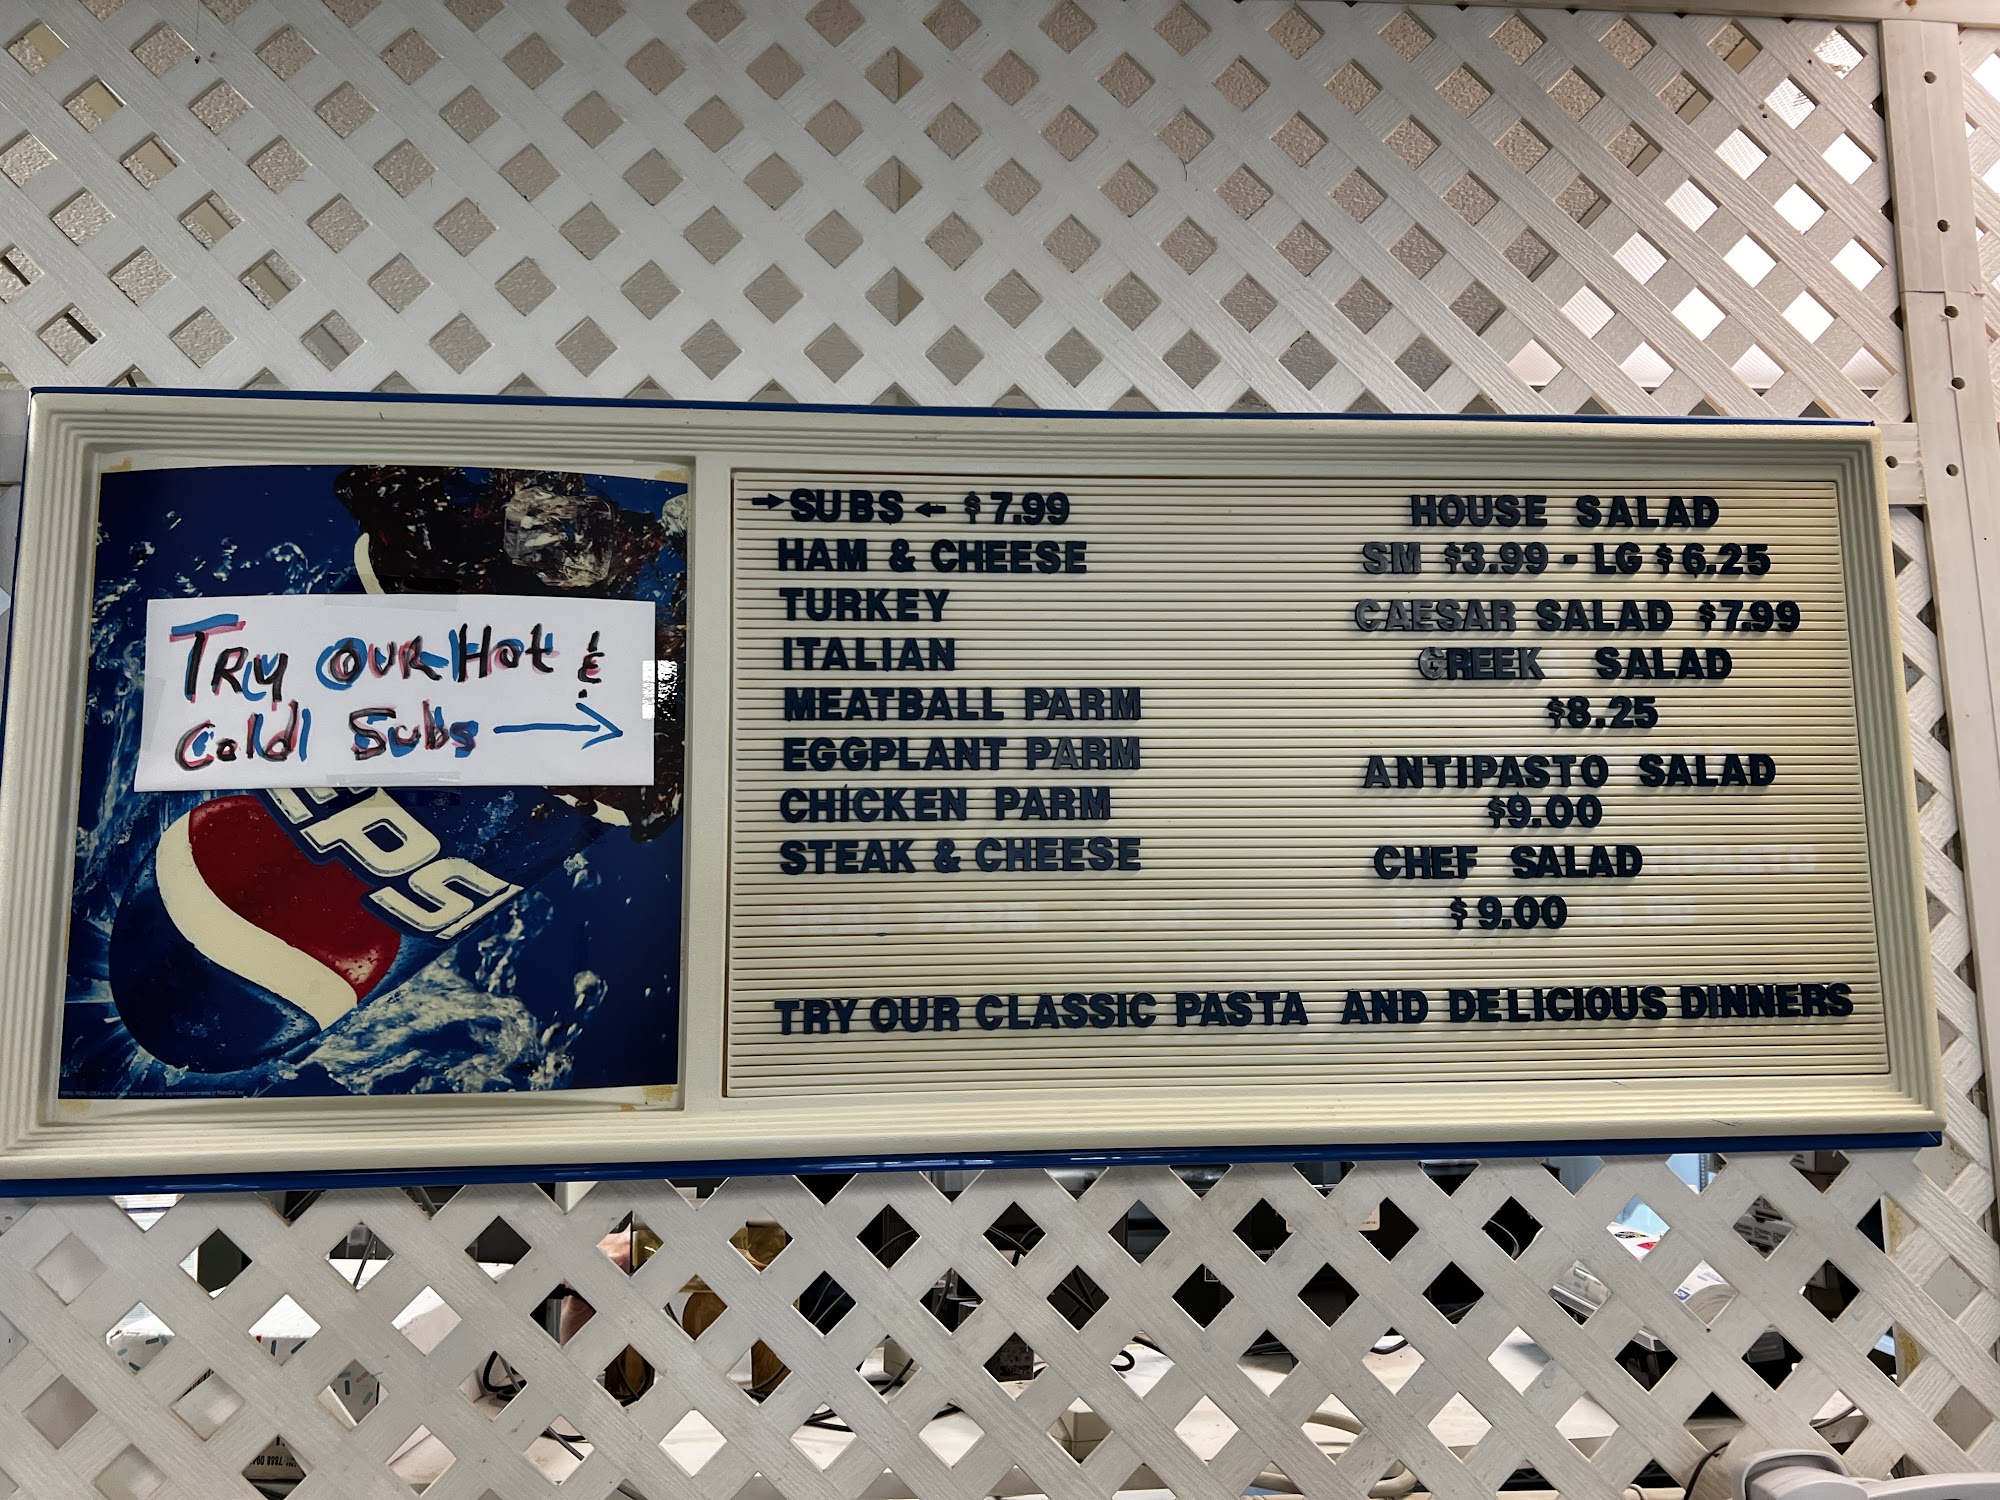 TRY OUR Hot &
Cold Subs →
PEPSI
→SUBS← $7.99
HAM & CHEESE
TURKEY
ITALIAN
MEATBALL PARM
EGGPLANT PARM
CHICKEN PARM
STEAK & CHEESE
HOUSE SALAD
SM $3.99 - LG $6.25
CAESAR SALAD $7.99
GREEK SALAD
$8.25
ANTIPASTO SALAD
$9.00
CHEF SALAD
$9.00
TRY OUR CLASSIC PASTA AND DELICIOUS DINNERS